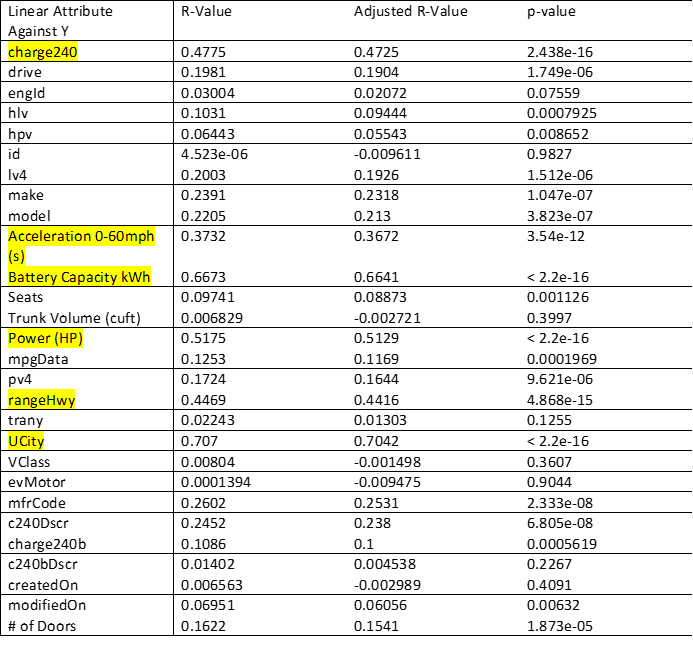 Linear Attribute Against Y R-Value Adjusted R-Value p-value
charge240 0.4775 0.4725 2.438e-16
drive 0.1981 0.1904 1.749e-06
engId 0.03004 0.02072 0.07559
hlv 0.1031 0.09444 0.0007925
hpv 0.06443 0.05543 0.008652
id 4.523e-06 -0.009611 0.9827
lv4 0.2003 0.1926 1.512e-06
make 0.2391 0.2318 1.047e-07
model 0.2205 0.213 3.823e-07
Acceleration 0-60mph (s) 0.3732 0.3672 3.54e-12
Battery Capacity kWh 0.6673 0.6641 < 2.2e-16
Seats 0.09741 0.08873 0.001126
Trunk Volume (cuft) 0.006829 -0.002721 0.3997
Power (HP) 0.5175 0.5129 < 2.2e-16
mpgData 0.1253 0.1169 0.0001969
pv4 0.1724 0.1644 9.621e-06
rangeHwy 0.4469 0.4416 4.868e-15
trany 0.02243 0.01303 0.1255
UCity 0.707 0.7042 < 2.2e-16
VClass 0.00804 -0.001498 0.3607
evMotor 0.0001394 -0.009475 0.9044
mfrCode 0.2602 0.2531 2.333e-08
c240Dscr 0.2452 0.238 6.805e-08
charge240b 0.1086 0.1 0.0005619
c240bDscr 0.01402 0.004538 0.2267
createdOn 0.006563 -0.002989 0.4091
modifiedOn 0.06951 0.06056 0.00632
# of Doors 0.1622 0.1541 1.873e-05